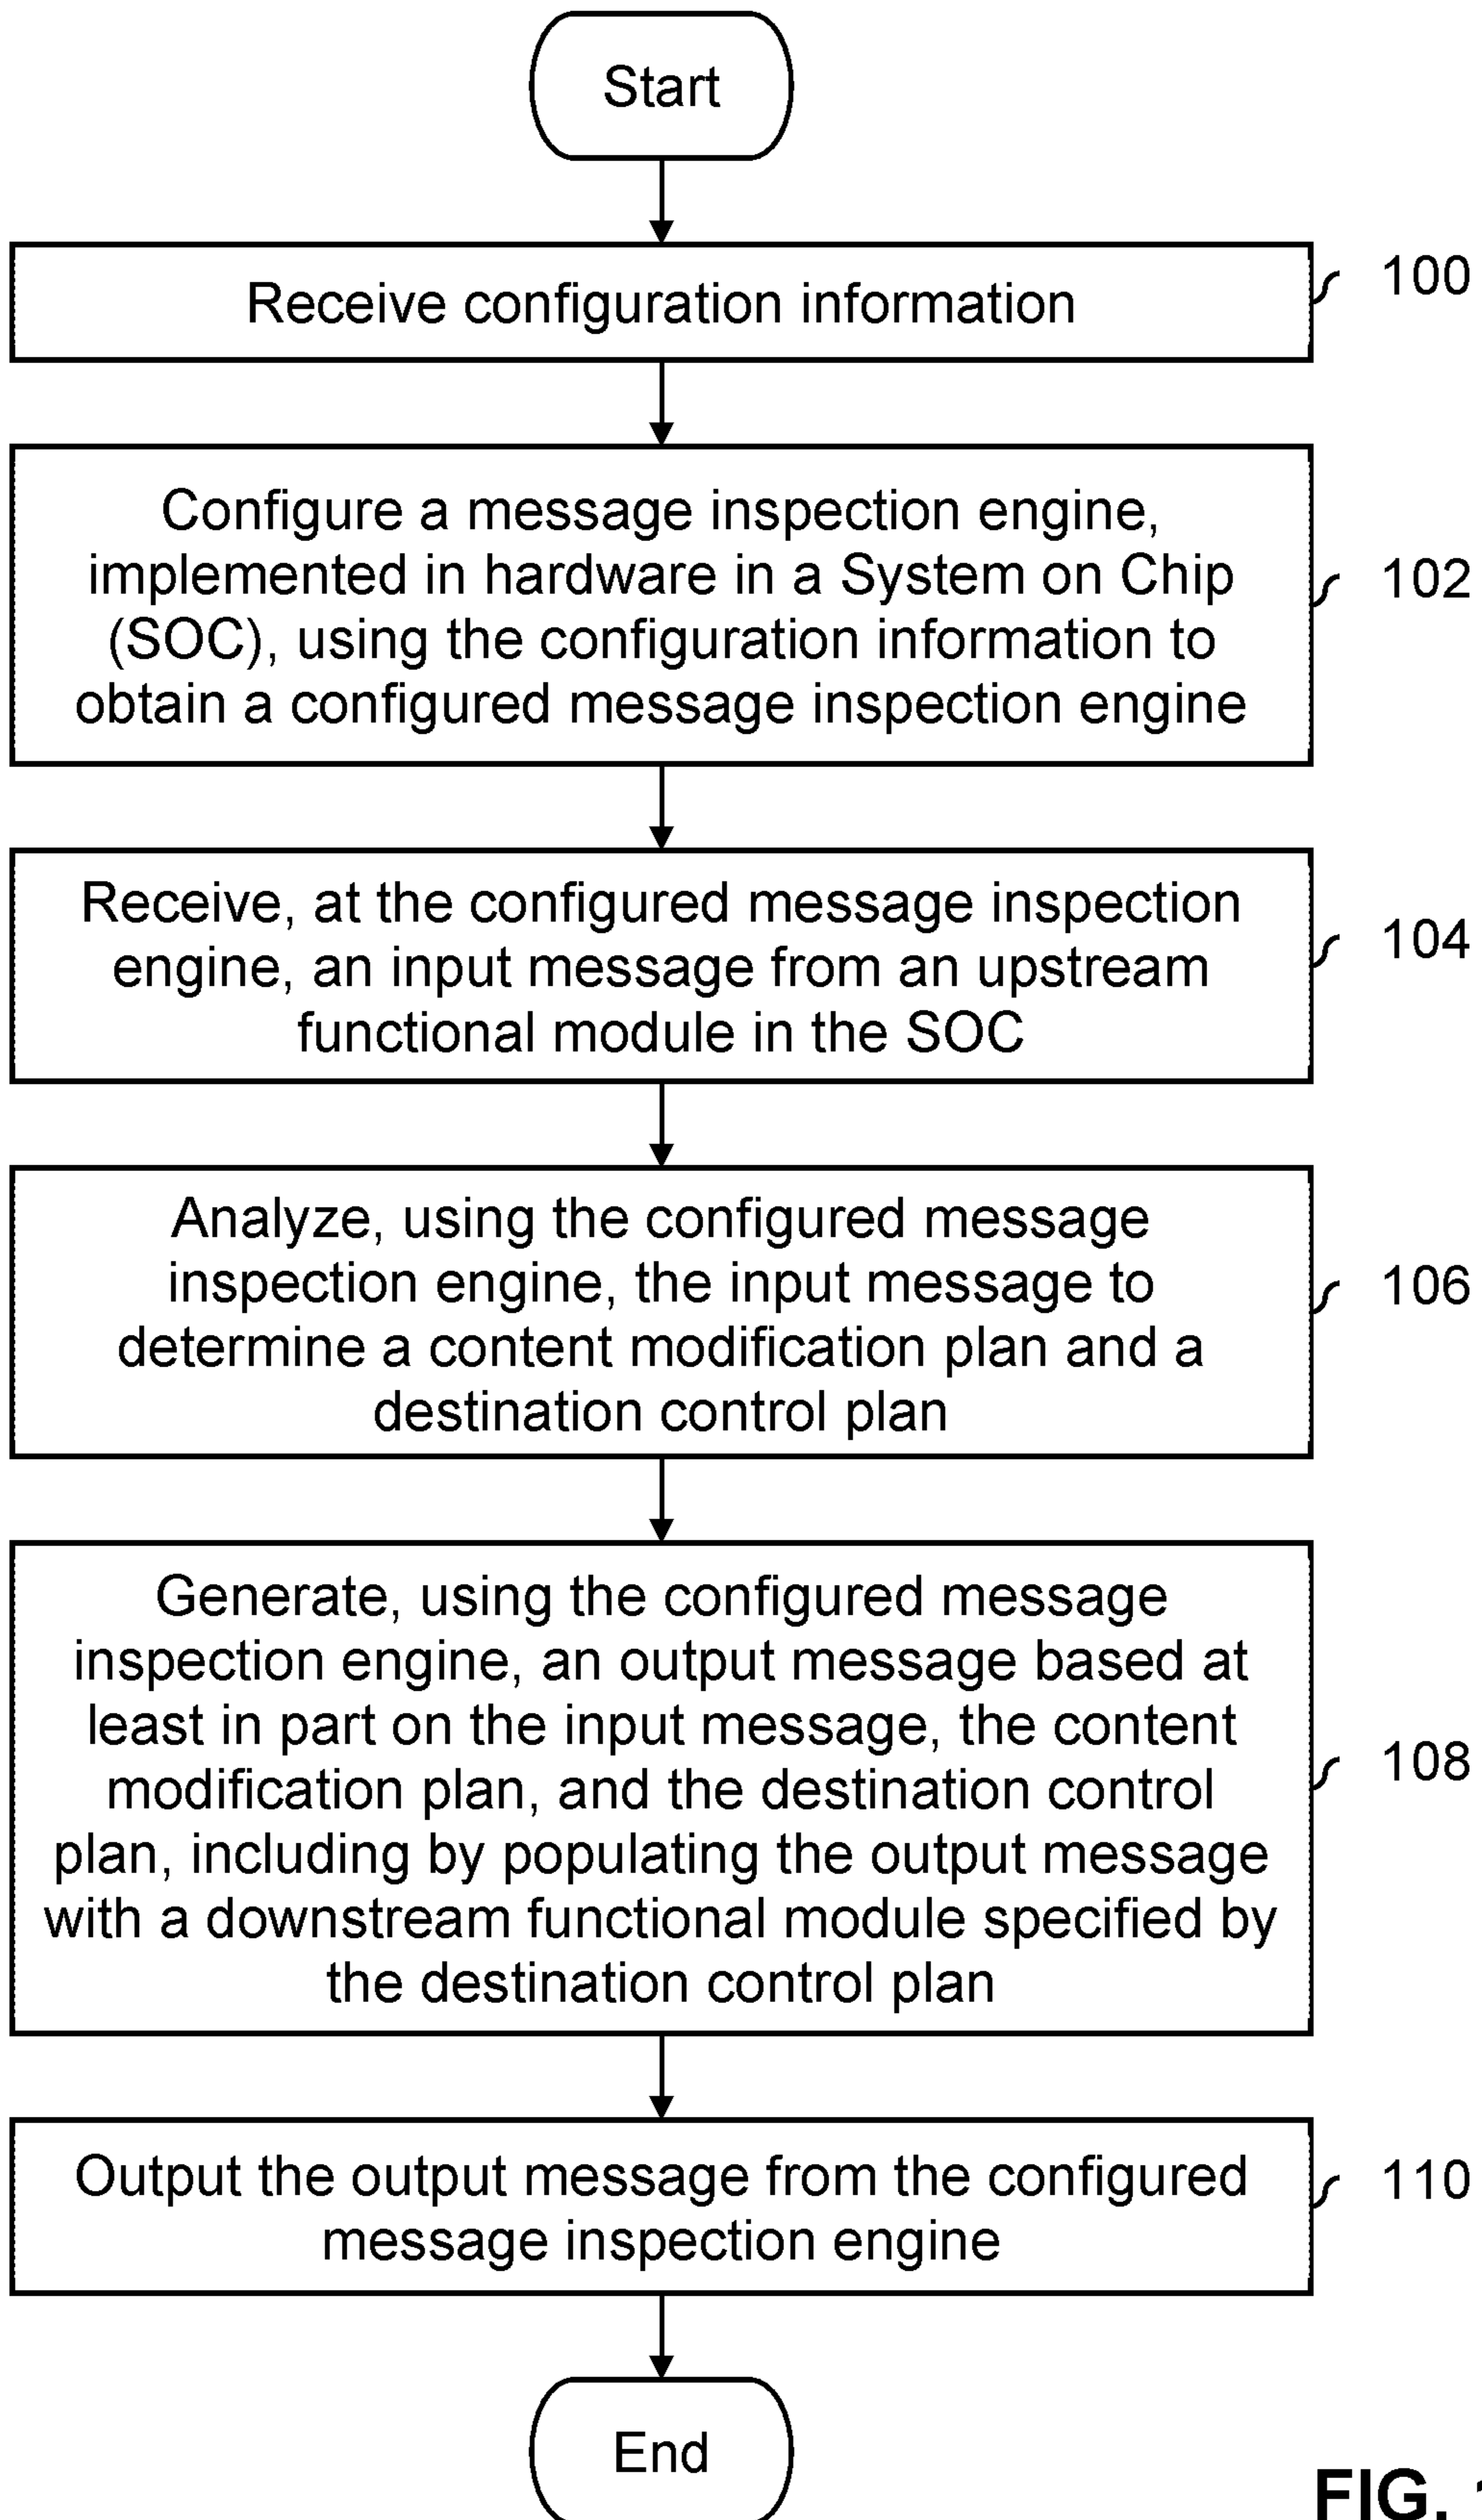 Start
Receive configuration information
100
Configure a message inspection engine,
implemented in hardware in a System on Chip
(SOC), using the configuration information to
obtain a configured message inspection engine
102
Receive, at the configured message inspection
engine, an input message from an upstream
functional module in the SOC
104
Analyze, using the configured message
inspection engine, the input message to
determine a content modification plan and a
destination control plan
106
Generate, using the configured message
inspection engine, an output message based at
least in part on the input message, the content
modification plan, and the destination control
plan, including by populating the output message
with a downstream functional module specified by
the destination control plan
108
Output the output message from the configured
message inspection engine
110
End
FIG.